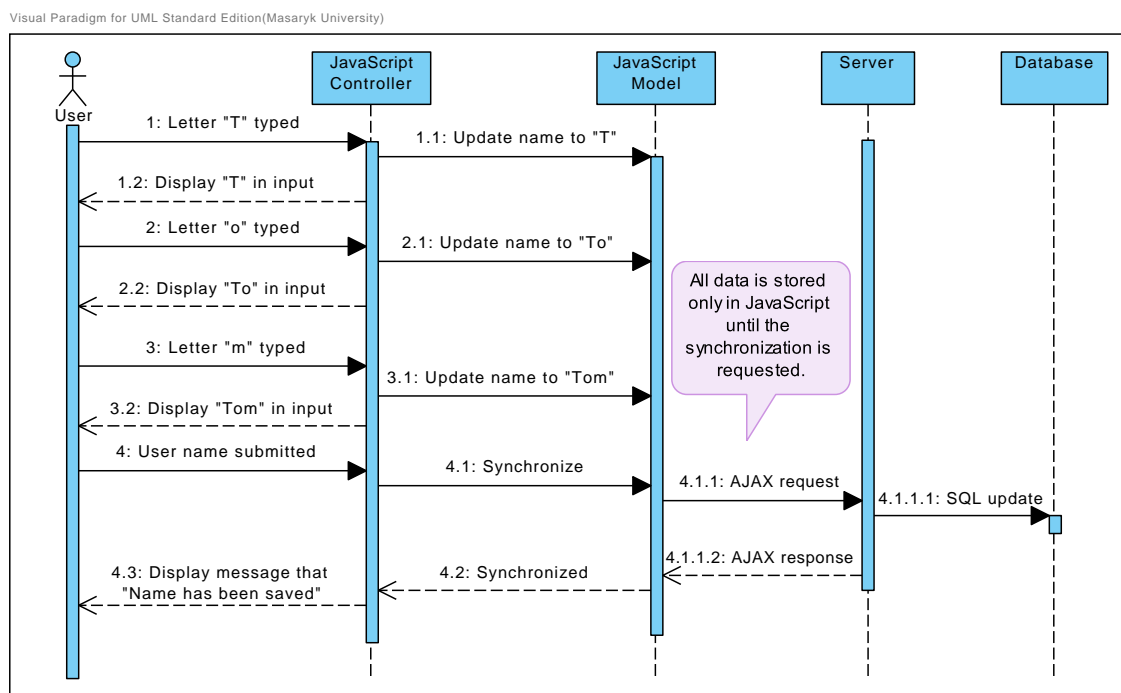 Visual Paradigm for UML Standard Edition(Masaryk University)
User
JavaScript
Controller
JavaScript
Model
Server
Database
1: Letter "T" typed
1.1: Update name to "T"
1.2: Display "T" in input
2: Letter "o" typed
2.1: Update name to "To"
2.2: Display "To" in input
All data is stored
only in JavaScript
until the
synchronization is
requested.
3: Letter "m" typed
3.1: Update name to "Tom"
3.2: Display "Tom" in input
4: User name submitted
4.1: Synchronize
4.1.1: AJAX request
4.1.1.1: SQL update
4.1.1.2: AJAX response
4.2: Synchronized
4.3: Display message that
"Name has been saved"